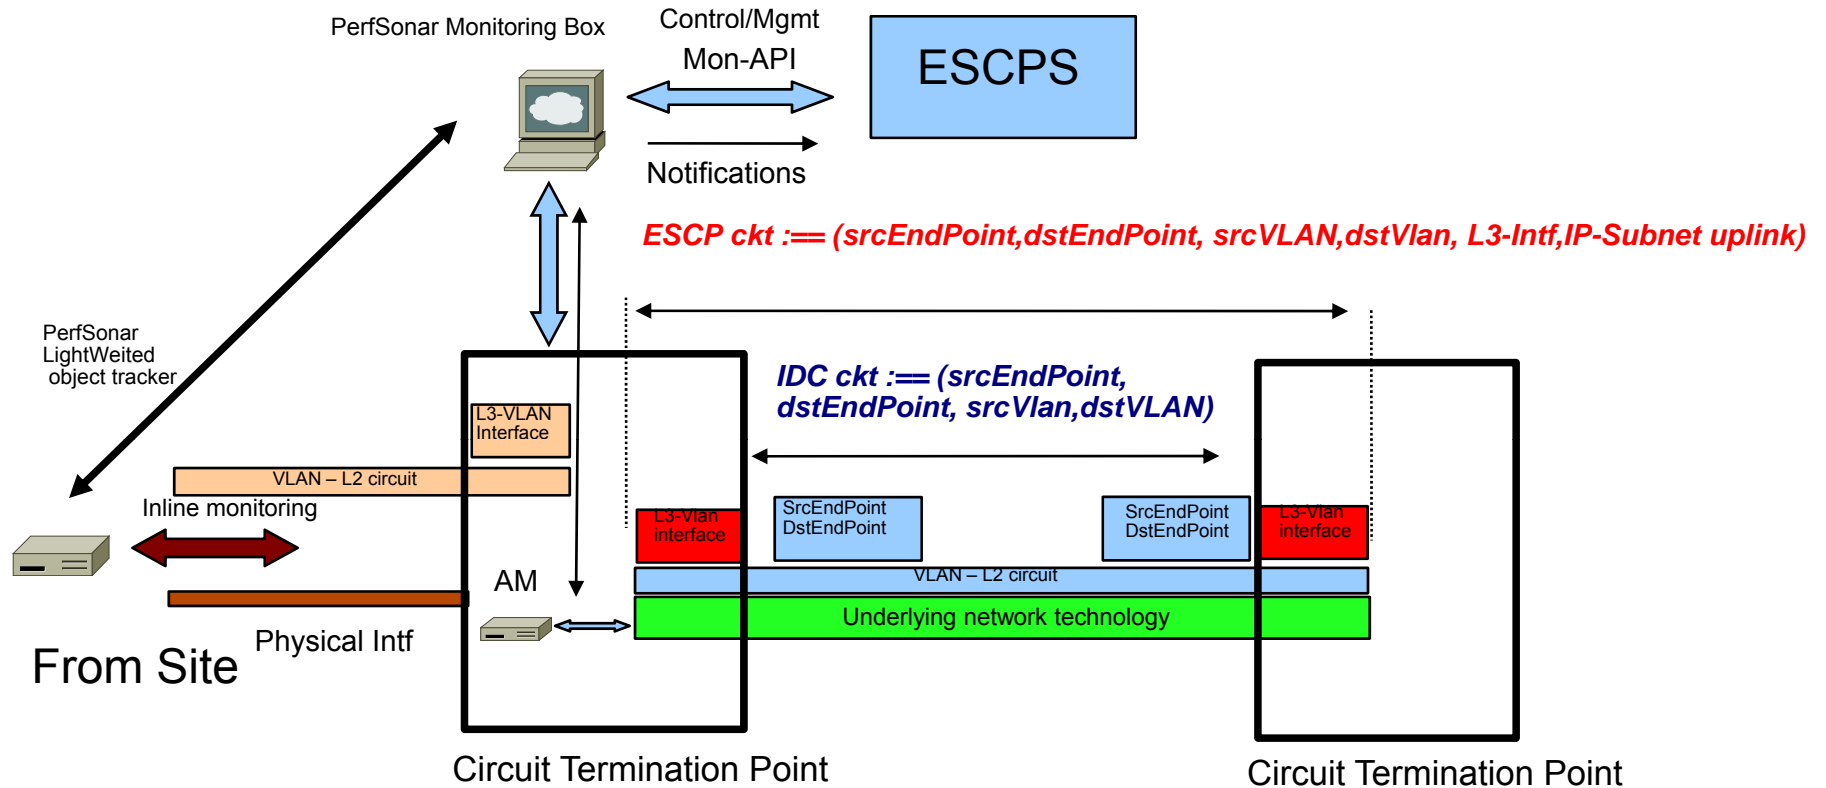 PerfSonar Monitoring Box
Control/Mgmt
Mon-API
ESCPS
Notifications
ESCP ckt :== (srcEndPoint,dstEndPoint, srcVLAN,dstVlan, L3-Intf,IP-Subnet uplink)
PerfSonar
LightWeited
object tracker
IDC ckt :== (srcEndPoint,
dstEndPoint, srcVlan,dstVLAN)
L3-VLAN
Interface
VLAN – L2 circuit
Inline monitoring
L3-Vlan
interface
SrcEndPoint
DstEndPoint
SrcEndPoint
DstEndPoint
L3-Vlan
interface
VLAN – L2 circuit
AM
Underlying network technology
Physical Intf
From Site
Circuit Termination Point
Circuit Termination Point